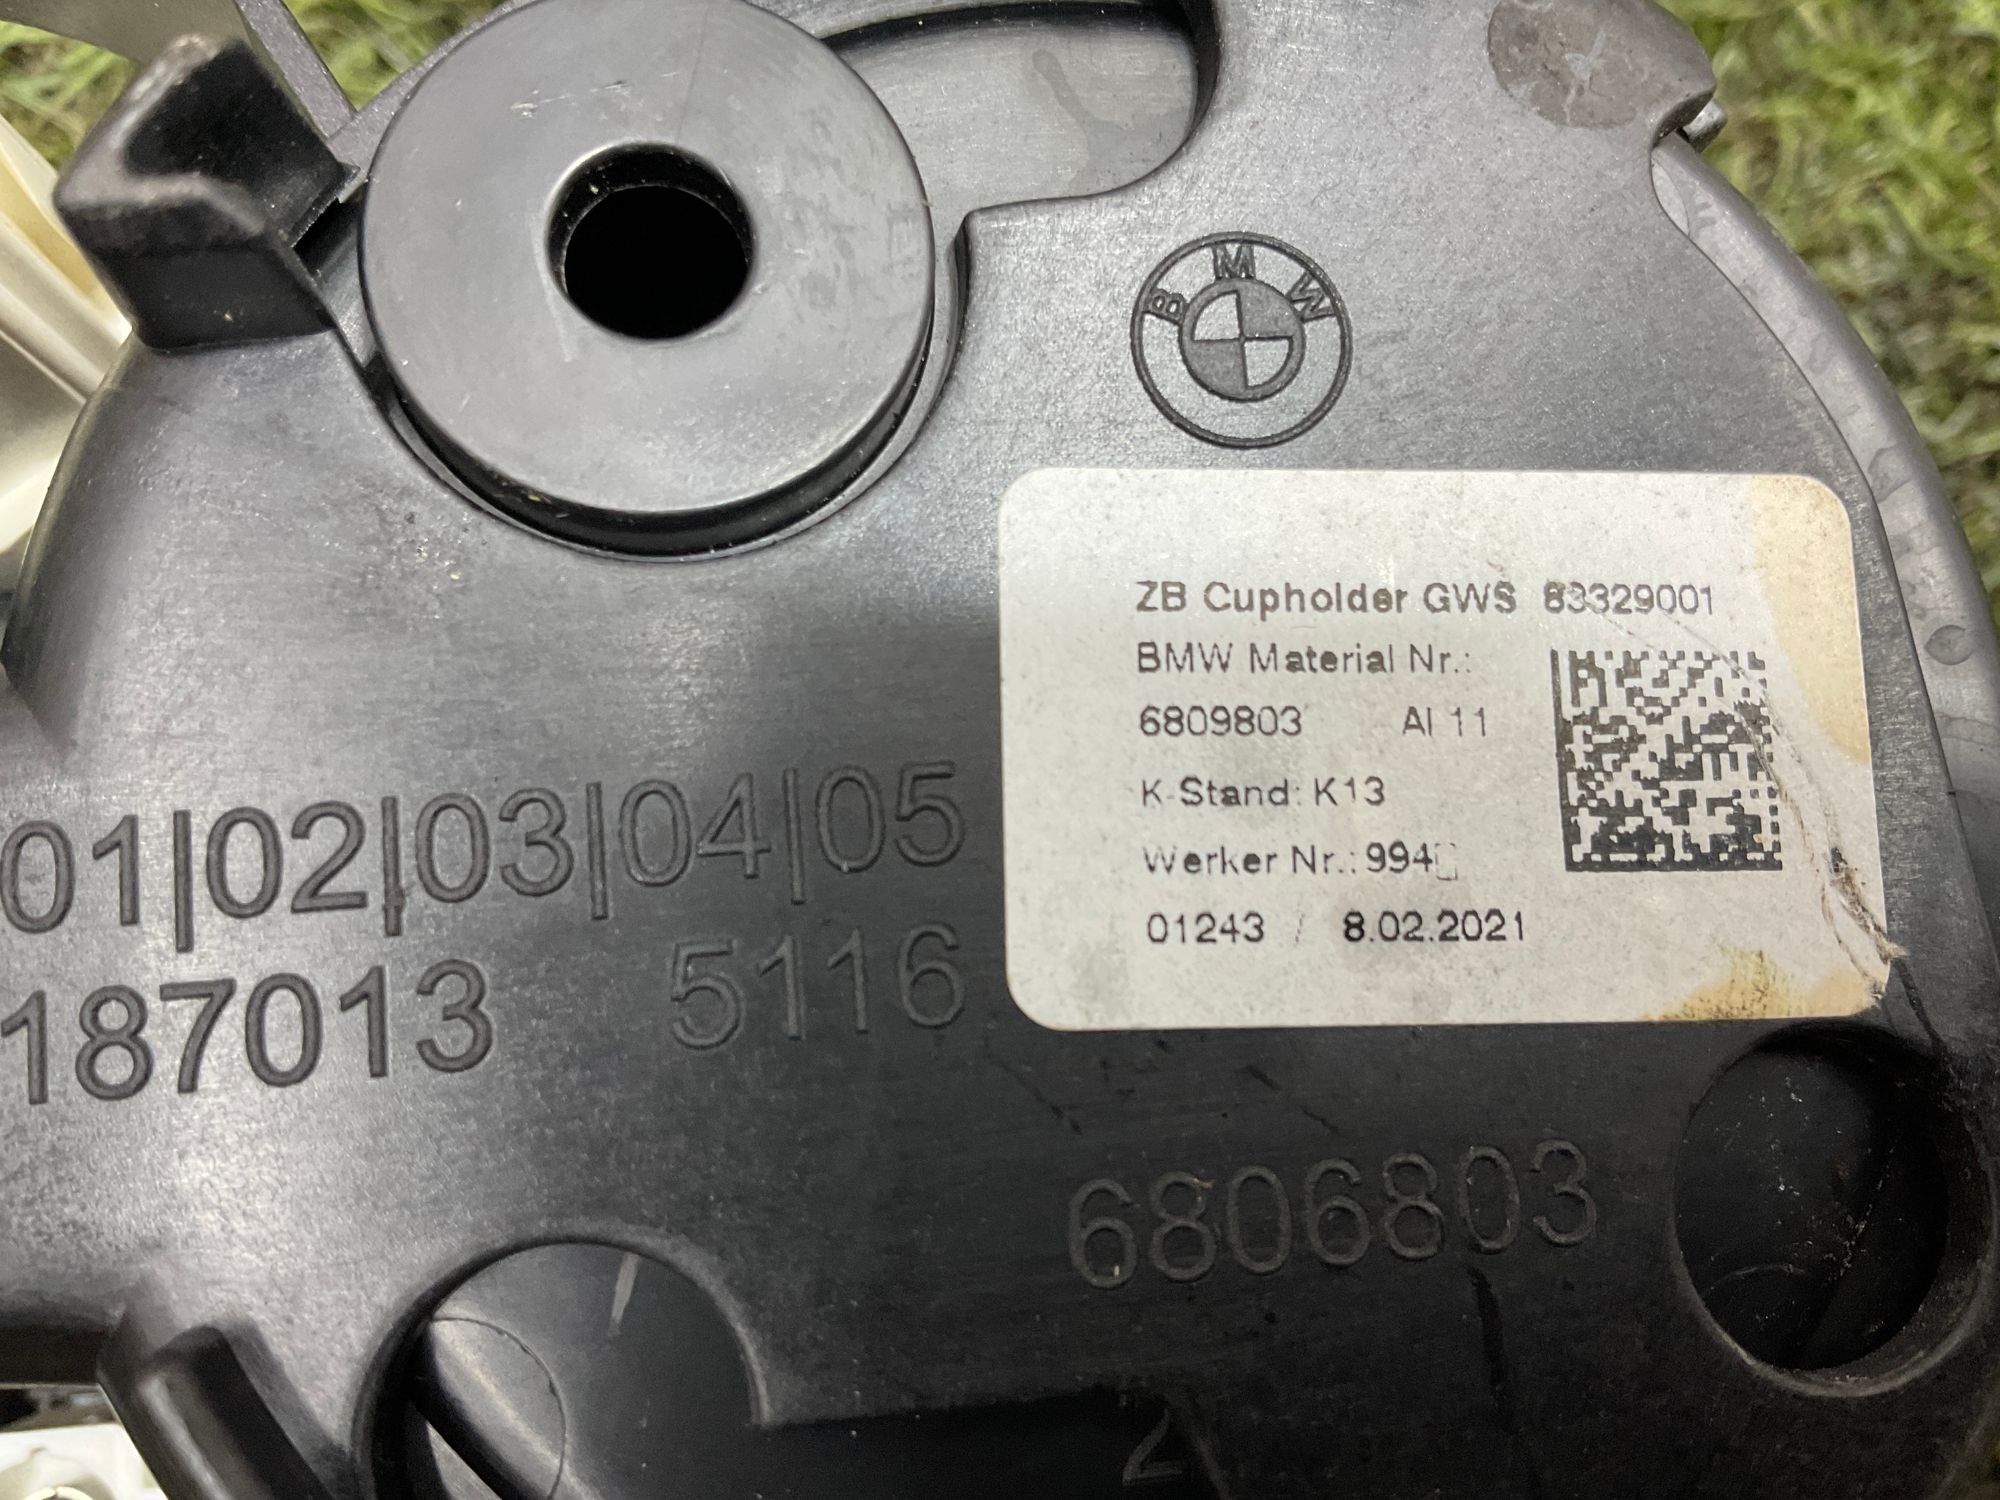 BMW
ZB Cupholder GWS 83329001
BMW Material Nr.:
6809803 AI 11
K-Stand: K13
Werker Nr.: 994
01243 / 8.02.2021
01|02|03|04|05
187013 5116
6806803
2